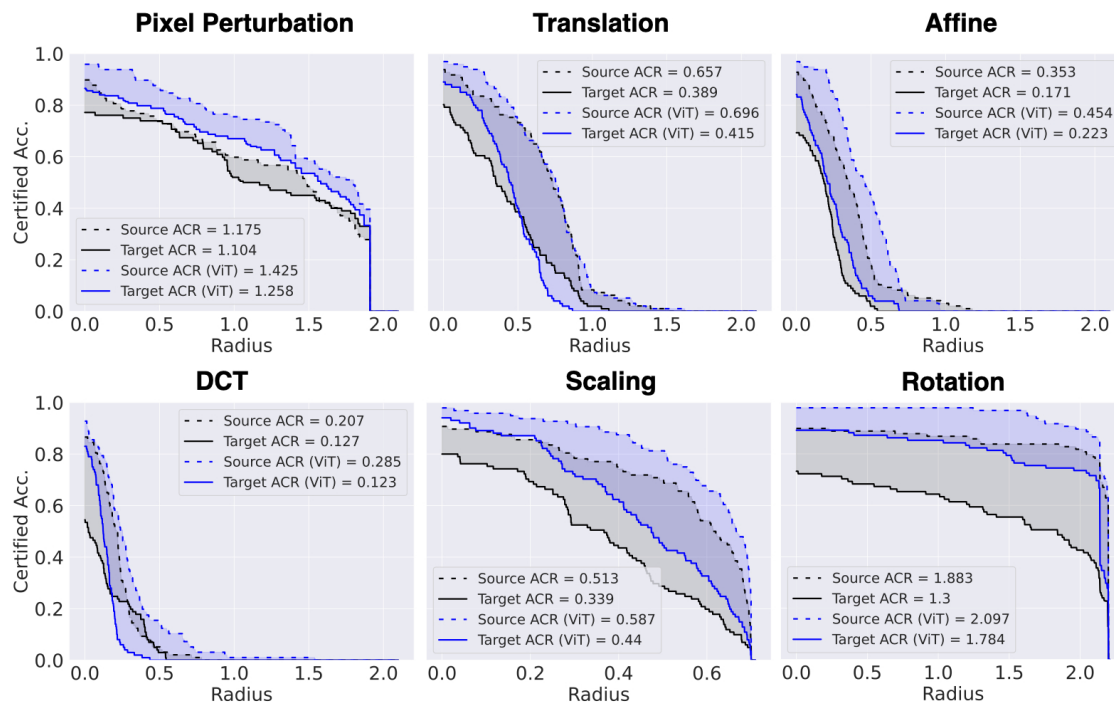 Pixel Perturbation
Translation
Affine
Certified Acc.
1.0
0.8
0.6
0.4
0.2
0.0
Source ACR = 1.175
Target ACR = 1.104
Source ACR (ViT) = 1.425
Target ACR (ViT) = 1.258
0.0 0.5 1.0 1.5 2.0
Radius
Source ACR = 0.657
Target ACR = 0.389
Source ACR (ViT) = 0.696
Target ACR (ViT) = 0.415
0.0 0.5 1.0 1.5 2.0
Radius
Source ACR = 0.353
Target ACR = 0.171
Source ACR (ViT) = 0.454
Target ACR (ViT) = 0.223
0.0 0.5 1.0 1.5 2.0
Radius
DCT
Scaling
Rotation
Certified Acc.
1.0
0.8
0.6
0.4
0.2
0.0
Source ACR = 0.207
Target ACR = 0.127
Source ACR (ViT) = 0.285
Target ACR (ViT) = 0.123
0.0 0.5 1.0 1.5 2.0
Radius
Source ACR = 0.513
Target ACR = 0.339
Source ACR (ViT) = 0.587
Target ACR (ViT) = 0.44
0.0 0.2 0.4 0.6
Radius
Source ACR = 1.883
Target ACR = 1.3
Source ACR (ViT) = 2.097
Target ACR (ViT) = 1.784
0.0 0.5 1.0 1.5 2.0
Radius